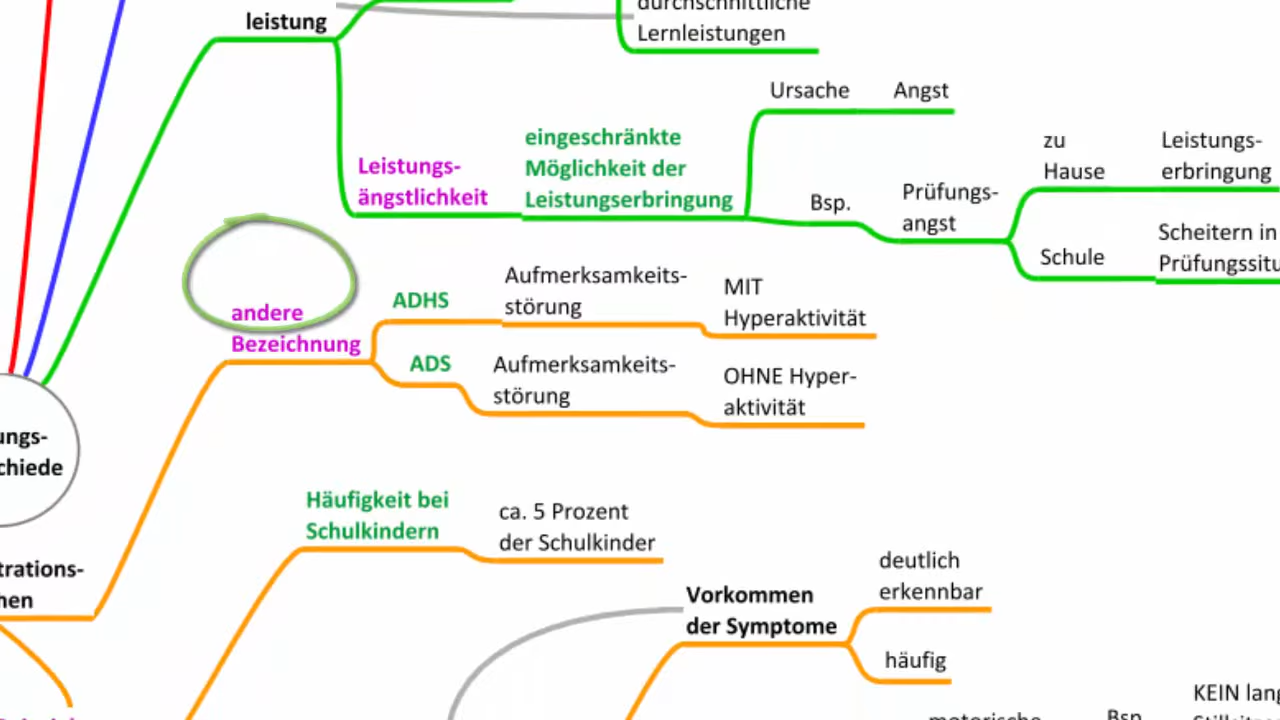 durchschnittliche
Lernleistungen
leistung
Ursache
Angst
eingeschränkte
Möglichkeit der
Leistungserbringung
Leistungs-
ängstlichkeit
Bsp.
Prüfungs-
angst
zu
Hause
Leistungs-
erbringung
Schule
Scheitern in
Prüfungssitu
andere
Bezeichnung
ADHS
Aufmerksamkeits-
störung
MIT
Hyperaktivität
ADS
Aufmerksamkeits-
störung
OHNE Hyper-
aktivität
ungs-
chiede
Häufigkeit bei
Schulkindern
ca. 5 Prozent
der Schulkinder
trations-
hen
Vorkommen
der Symptome
deutlich
erkennbar
häufig
motorische
Bsp.
KEIN lang